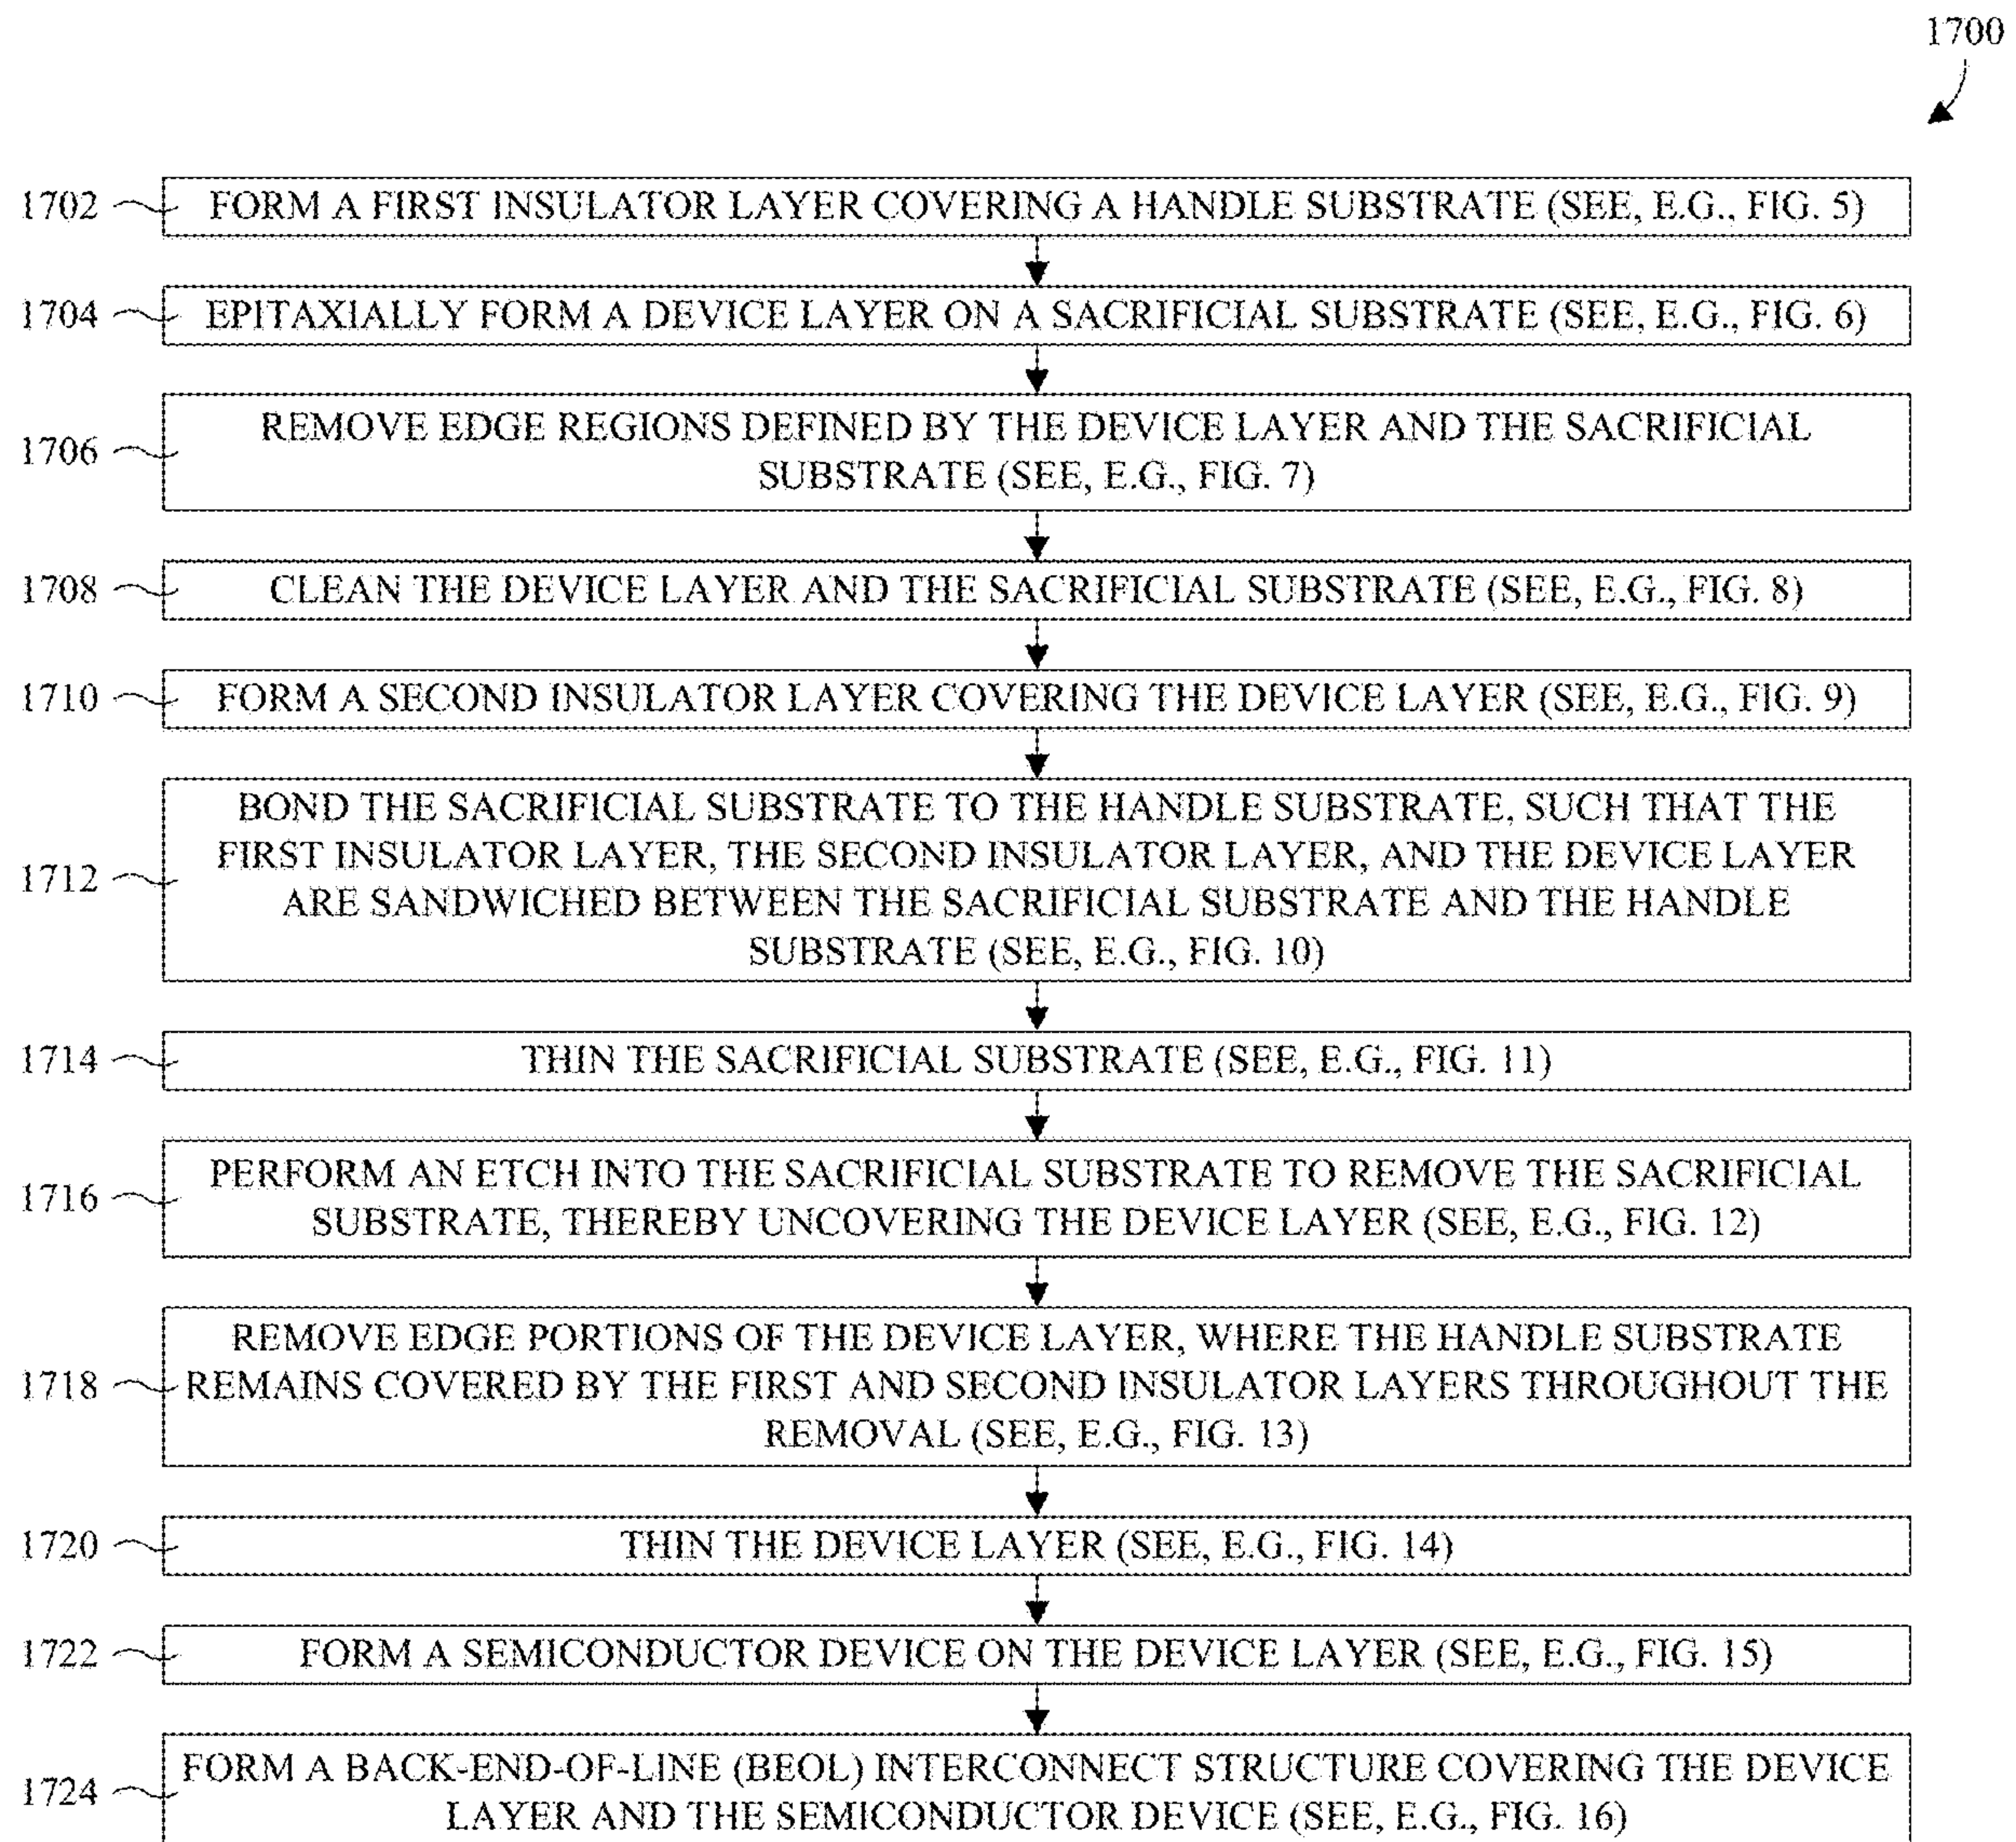 1700
1702 FORM A FIRST INSULATOR LAYER COVERING A HANDLE SUBSTRATE (SEE, E.G., FIG. 5)
1704 EPITAXIALLY FORM A DEVICE LAYER ON A SACRIFICIAL SUBSTRATE (SEE, E.G., FIG. 6)
1706 REMOVE EDGE REGIONS DEFINED BY THE DEVICE LAYER AND THE SACRIFICIAL
SUBSTRATE (SEE, E.G., FIG. 7)
1708 CLEAN THE DEVICE LAYER AND THE SACRIFICIAL SUBSTRATE (SEE, E.G., FIG. 8)
1710 FORM A SECOND INSULATOR LAYER COVERING THE DEVICE LAYER (SEE, E.G., FIG. 9)
1712 BOND THE SACRIFICIAL SUBSTRATE TO THE HANDLE SUBSTRATE, SUCH THAT THE
FIRST INSULATOR LAYER, THE SECOND INSULATOR LAYER, AND THE DEVICE LAYER
ARE SANDWICHED BETWEEN THE SACRIFICIAL SUBSTRATE AND THE HANDLE
SUBSTRATE (SEE, E.G., FIG. 10)
1714 THIN THE SACRIFICIAL SUBSTRATE (SEE, E.G., FIG. 11)
1716 PERFORM AN ETCH INTO THE SACRIFICIAL SUBSTRATE TO REMOVE THE SACRIFICIAL
SUBSTRATE, THEREBY UNCOVERING THE DEVICE LAYER (SEE, E.G., FIG. 12)
1718 REMOVE EDGE PORTIONS OF THE DEVICE LAYER, WHERE THE HANDLE SUBSTRATE
REMAINS COVERED BY THE FIRST AND SECOND INSULATOR LAYERS THROUGHOUT THE
REMOVAL (SEE, E.G., FIG. 13)
1720 THIN THE DEVICE LAYER (SEE, E.G., FIG. 14)
1722 FORM A SEMICONDUCTOR DEVICE ON THE DEVICE LAYER (SEE, E.G., FIG. 15)
1724 FORM A BACK-END-OF-LINE (BEOL) INTERCONNECT STRUCTURE COVERING THE DEVICE
LAYER AND THE SEMICONDUCTOR DEVICE (SEE, E.G., FIG. 16)